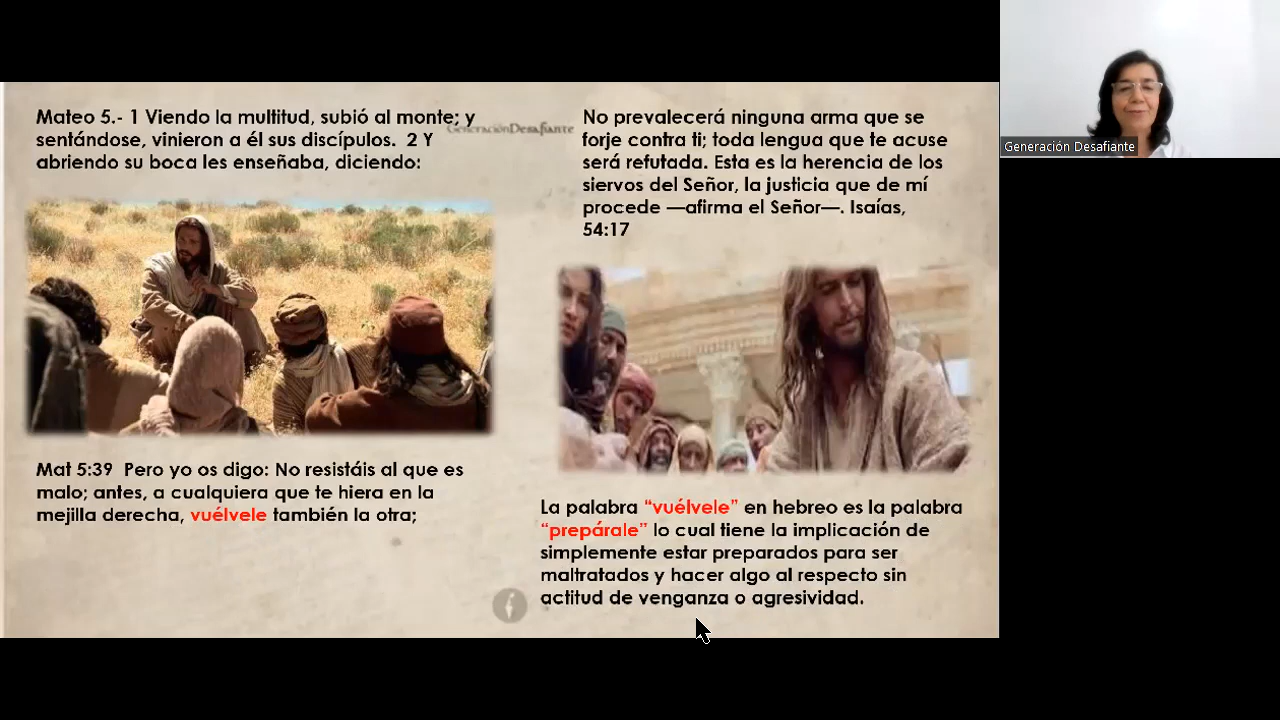 Mateo 5.- 1 Viendo la multitud, subió al monte; y
sentándose, vinieron a él sus discípulos.  2 Y
abriendo su boca les enseñaba, diciendo:
GeneraciónDesafiante
Mat 5:39  Pero yo os digo: No resistáis al que es
malo; antes, a cualquiera que te hiera en la
mejilla derecha, vuélvele también la otra;
No prevalecerá ninguna arma que se
forje contra ti; toda lengua que te acuse
será refutada. Esta es la herencia de los
siervos del Señor, la justicia que de mí
procede —afirma el Señor—. Isaías,
54:17
La palabra “vuélvele” en hebreo es la palabra
“prepárale” lo cual tiene la implicación de
simplemente estar preparados para ser
maltratados y hacer algo al respecto sin
actitud de venganza o agresividad.
Generación Desafiante